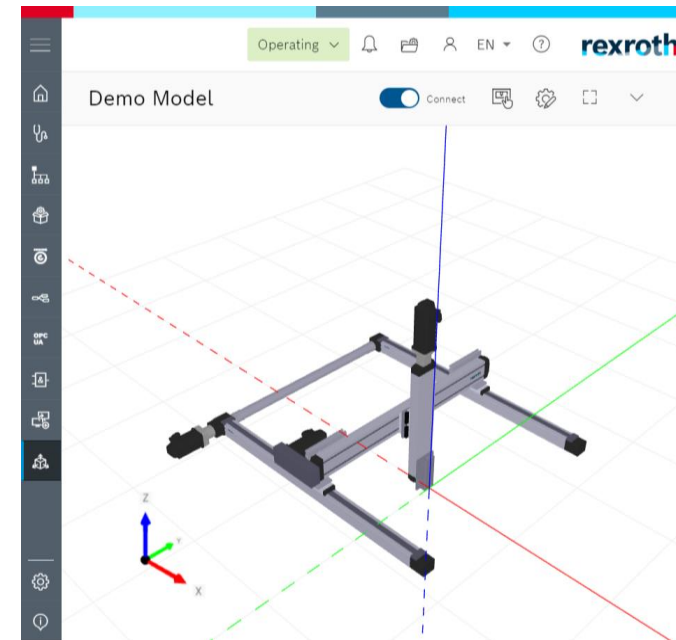 Operating
EN
?
rexroth
Demo Model
Connect
OPC
UA
&
Z
Y
X